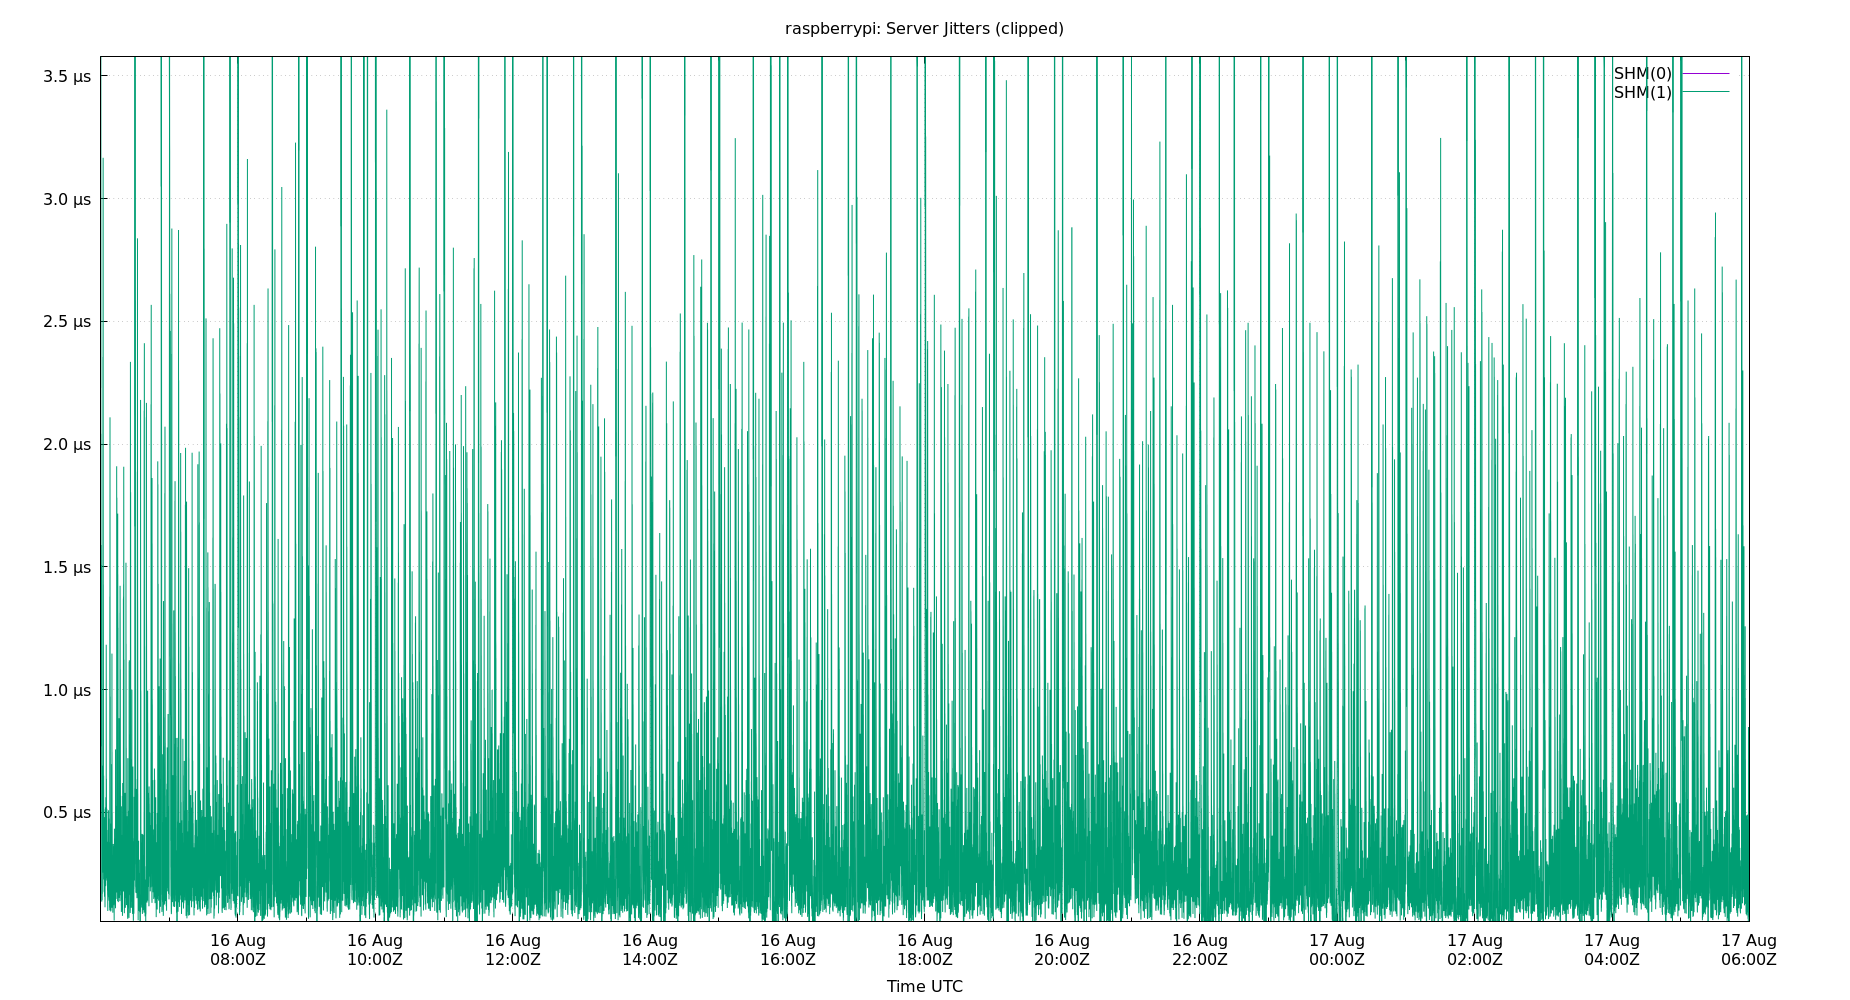 raspberrypi: Server Jitters (clipped)
SHM(0)
SHM(1)
3.5 µs
3.0 µs
2.5 µs
2.0 µs
1.5 µs
1.0 µs
0.5 µs
16 Aug 16 Aug 16 Aug 16 Aug 16 Aug 16 Aug 16 Aug 16 Aug 17 Aug 17 Aug 17 Aug 17 Aug
08:00Z 10:00Z 12:00Z 14:00Z 16:00Z 18:00Z 20:00Z 22:00Z 00:00Z 02:00Z 04:00Z 06:00Z
Time UTC